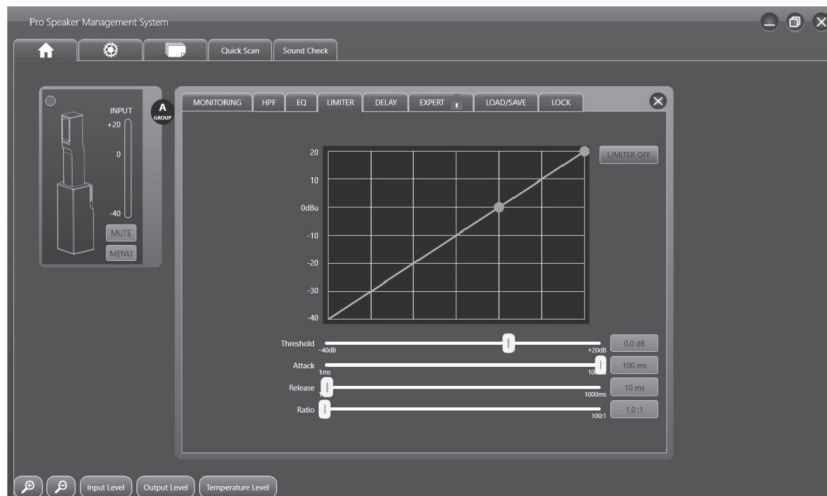 Pro Speaker Management System
Quick Scan Sound Check
INPUT
+20
0
-40
MUTE
MENU
A
GROUP
MONITORING HPF EQ LIMITER DELAY EXPERT LOAD/SAVE LOCK
20
10
0dBu
-10
-20
-30
-40
LIMITER OFF
Threshold -40dB +20dB 0,0 dB
Attack 1ms 100 ms
Release 1000ms 10 ms
Ratio 100:1 1,0 :1
Input Level Output Level Temperature Level